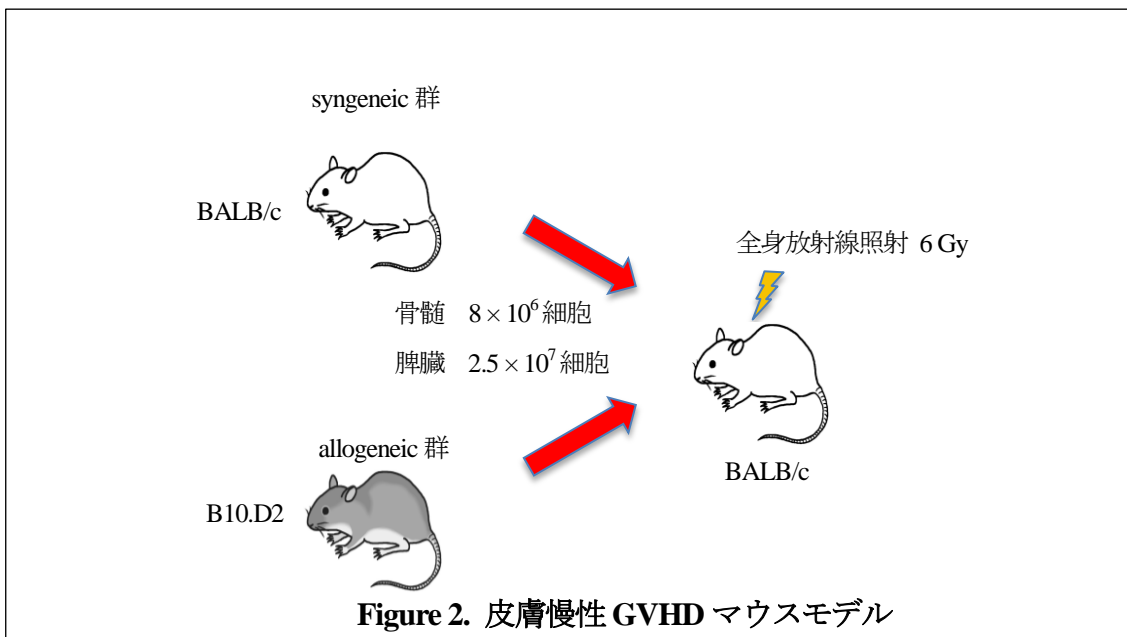 syngeneic 群
BALB/c
全身放射線照射 6 Gy
骨髄 8 × 10⁶ 細胞
脾臓 2.5 × 10⁷ 細胞
allogeneic 群
BALB/c
B10.D2
Figure 2. 皮膚慢性 GVHD マウスモデル